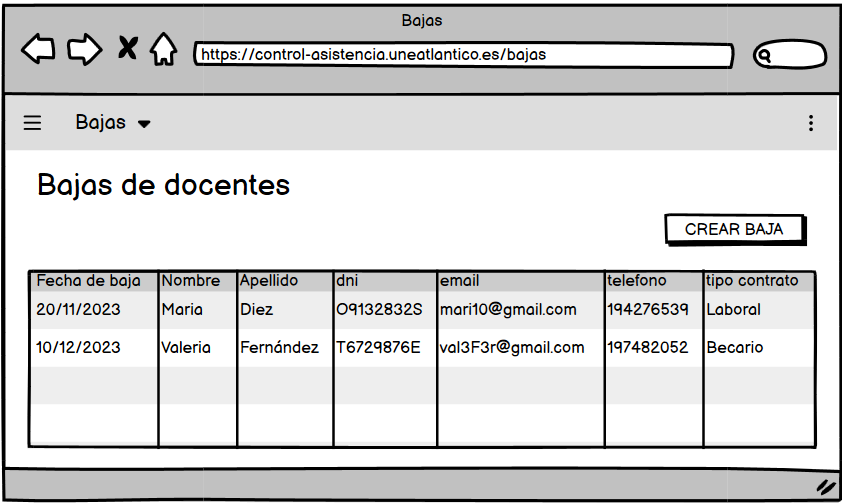 Bajas
https://control-asistencia.uneatlantico.es/bajas
Bajas
Bajas de docentes
CREAR BAJA
Fecha de baja Nombre Apellido dni email telefono tipo contrato
20/11/2023 Maria Diez O9132832S mari10@gmail.com 194276539 Laboral
10/12/2023 Valeria Fernández T6729876E val3F3r@gmail.com 197482052 Becario